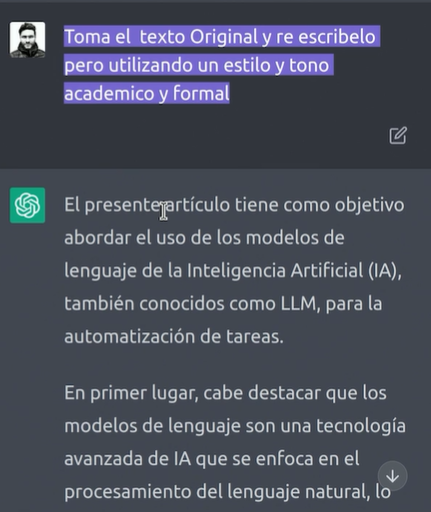 Toma el texto Original y re escribelo
pero utilizando un estilo y tono
academico y formal
El presente artículo tiene como objetivo
abordar el uso de los modelos de
lenguaje de la Inteligencia Artificial (IA),
también conocidos como LLM, para la
automatización de tareas.
En primer lugar, cabe destacar que los
modelos de lenguaje son una tecnología
avanzada de IA que se enfoca en el
procesamiento del lenguaje natural, lo